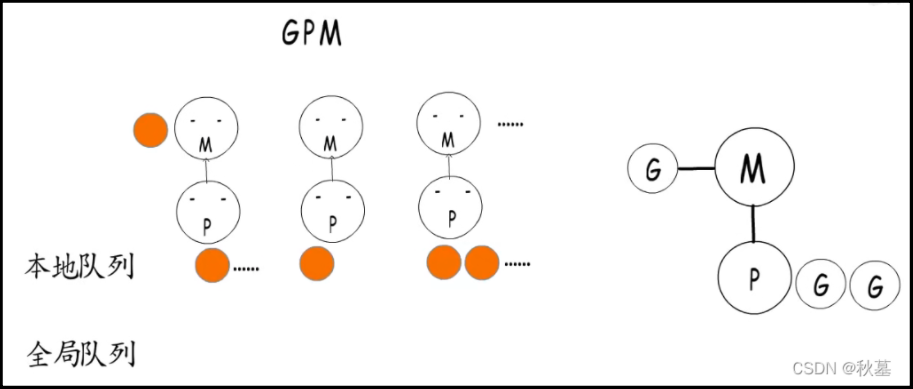 GPM
M M M ......
G M
P P P
P G G
本地队列 ...... ......
全局队列
CSDN @秋墓